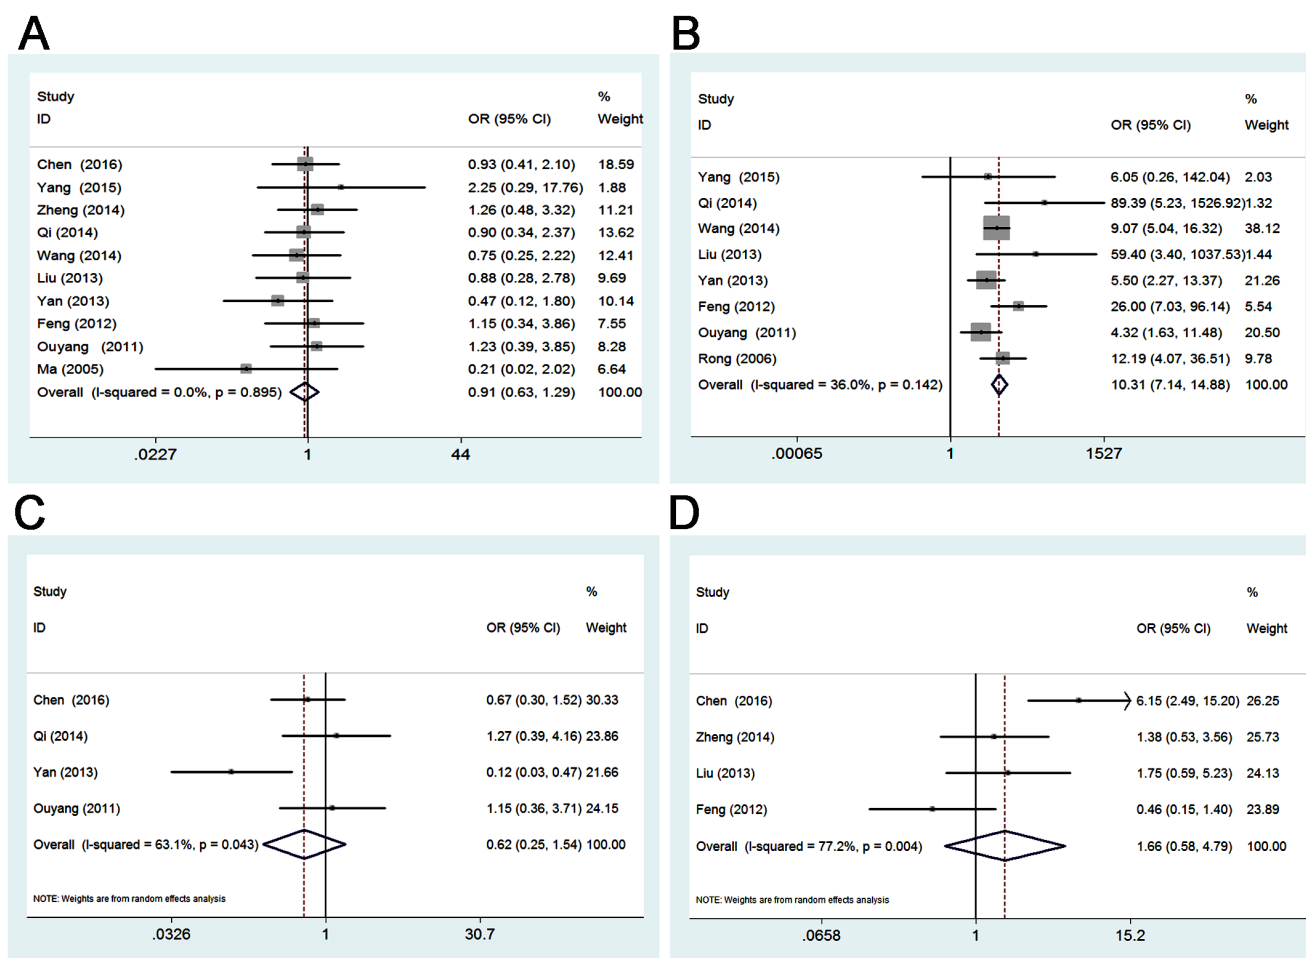 A
Study %
ID OR (95% CI) Weight
Chen (2016) 0.93 (0.41, 2.10) 18.59
Yang (2015) 2.25 (0.29, 17.76) 1.88
Zheng (2014) 1.26 (0.48, 3.32) 11.21
Qi (2014) 0.90 (0.34, 2.37) 13.62
Wang (2014) 0.75 (0.25, 2.22) 12.41
Liu (2013) 0.88 (0.28, 2.78) 9.69
Yan (2013) 0.47 (0.12, 1.80) 10.14
Feng (2012) 1.15 (0.34, 3.86) 7.55
Ouyang (2011) 1.23 (0.39, 3.85) 8.28
Ma (2005) 0.21 (0.02, 2.02) 6.64
Overall (I-squared = 0.0%, p = 0.895) 0.91 (0.63, 1.29) 100.00
.0227 1 44
B
Study %
ID OR (95% CI) Weight
Yang (2015) 6.05 (0.26, 142.04) 2.03
Qi (2014) 89.39 (5.23, 1526.92) 1.32
Wang (2014) 9.07 (5.04, 16.32) 38.12
Liu (2013) 59.40 (3.40, 1037.53) 1.44
Yan (2013) 5.50 (2.27, 13.37) 21.26
Feng (2012) 26.00 (7.03, 96.14) 5.54
Ouyang (2011) 4.32 (1.63, 11.48) 20.50
Rong (2006) 12.19 (4.07, 36.51) 9.78
Overall (I-squared = 36.0%, p = 0.142) 10.31 (7.14, 14.88) 100.00
.00065 1 1527
C
Study %
ID OR (95% CI) Weight
Chen (2016) 0.67 (0.30, 1.52) 30.33
Qi (2014) 1.27 (0.39, 4.16) 23.86
Yan (2013) 0.12 (0.03, 0.47) 21.66
Ouyang (2011) 1.15 (0.36, 3.71) 24.15
Overall (I-squared = 63.1%, p = 0.043) 0.62 (0.25, 1.54) 100.00
NOTE: Weights are from random effects analysis
.0326 1 30.7
D
Study %
ID OR (95% CI) Weight
Chen (2016) 6.15 (2.49, 15.20) 26.25
Zheng (2014) 1.38 (0.53, 3.56) 25.73
Liu (2013) 1.75 (0.59, 5.23) 24.13
Feng (2012) 0.46 (0.15, 1.40) 23.89
Overall (I-squared = 77.2%, p = 0.004) 1.66 (0.58, 4.79) 100.00
NOTE: Weights are from random effects analysis
.0658 1 15.2